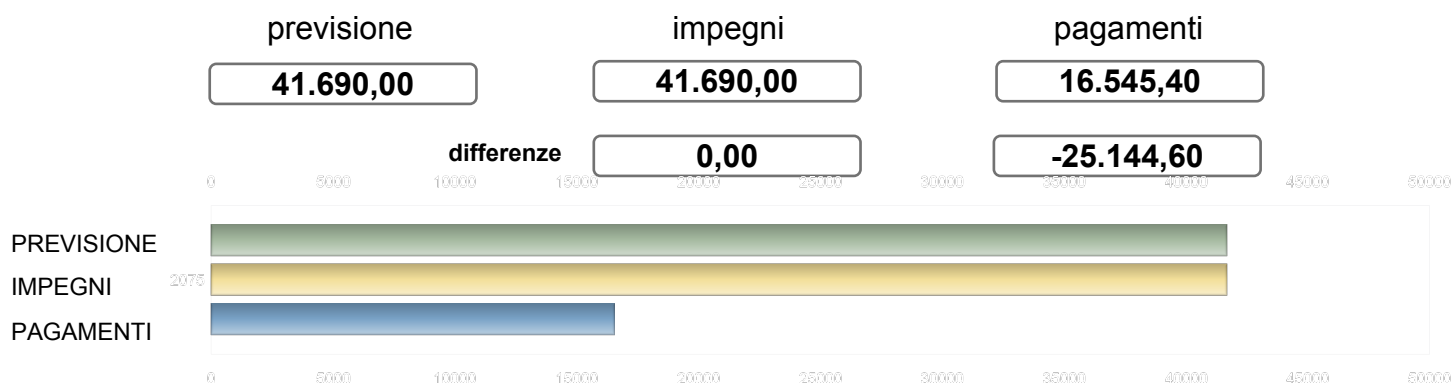 previsione impegni pagamenti
41.690,00 41.690,00 16.545,40
differenze 0,00 -25.144,60
0 5000 10000 15000 20000 25000 30000 35000 40000 45000 50000
PREVISIONE
IMPEGNI 2075
PAGAMENTI
0 5000 10000 15000 20000 25000 30000 35000 40000 45000 50000